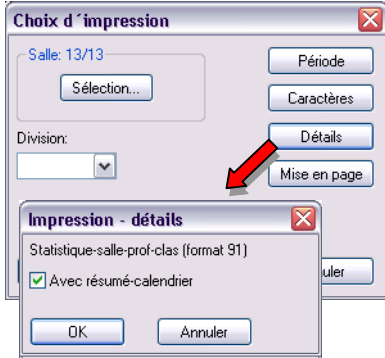 Choix d´impression
Salle: 13/13
Sélection...
Division:
Période
Caractères
Détails
Mise en page
Impression - détails
Statistique-salle-prof-clas (format 91)
Avec résumé-calendrier
OK
Annuler
uler